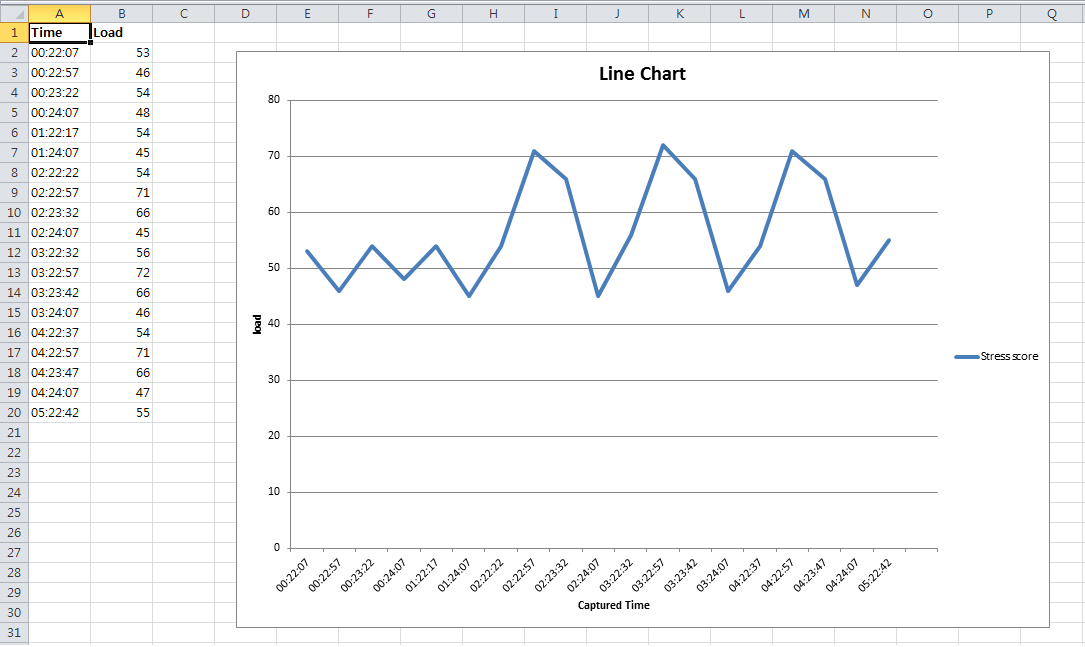 A B C D E F G H I J K L M N O P Q
1 Time Load
2 00:22:07 53
3 00:22:57 46
4 00:23:22 54
5 00:24:07 48
6 01:22:17 54
7 01:24:07 45
8 02:22:22 54
9 02:22:57 71
10 02:23:32 66
11 02:24:07 45
12 03:22:32 56
13 03:22:57 72
14 03:23:42 66
15 03:24:07 46
16 04:22:37 54
17 04:22:57 71
18 04:23:47 66
19 04:24:07 47
20 05:22:42 55
21
22
23
24
25
26
27
28
29
30
31
Line Chart
80
70
60
50
40
30
20
10
0
load
00:22:07 00:22:57 00:23:22 00:24:07 01:22:17 01:24:07 02:22:22 02:22:57 02:23:32 02:24:07 03:22:32 03:22:57 03:23:42 03:24:07 04:22:37 04:22:57 04:23:47 04:24:07 05:22:42
Captured Time
Stress score